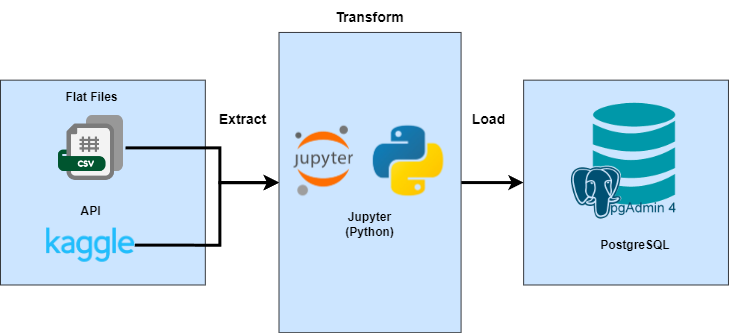 Transform
Flat Files
CSV
API
kaggle
Extract
jupyter
Jupyter
(Python)
Load
pgAdmin 4
PostgreSQL